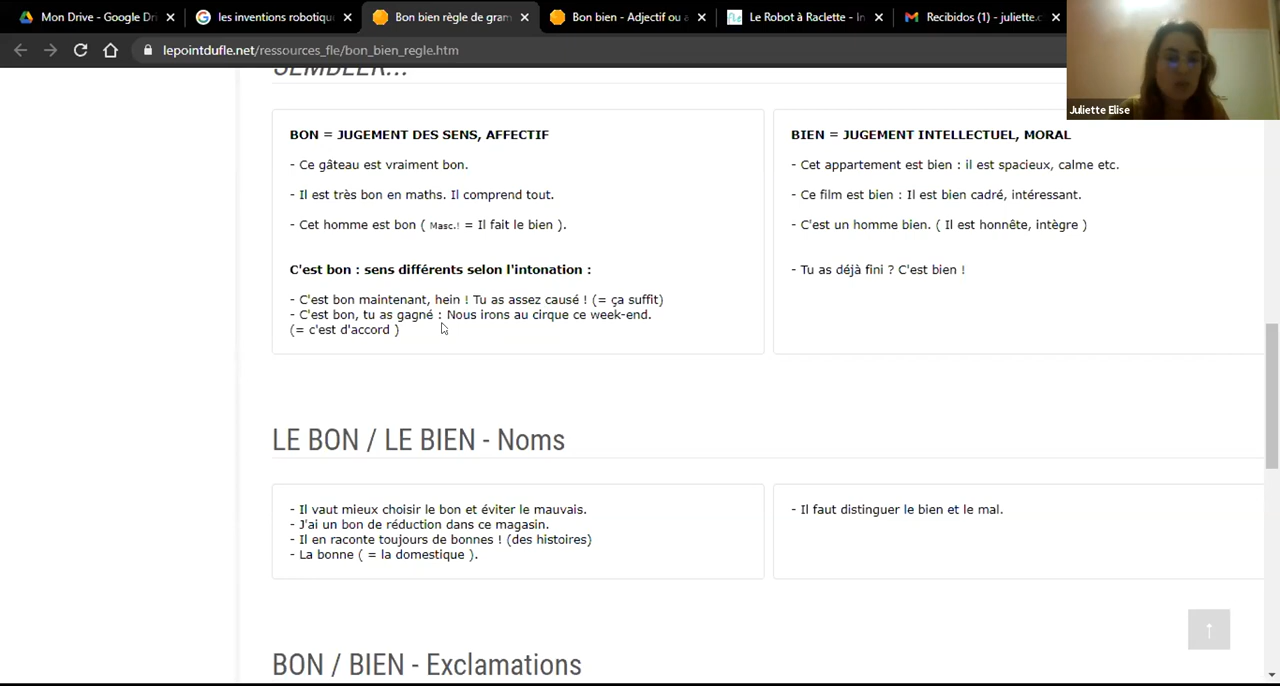 Mon Drive - Google Dr
les inventions robotiqu
Bon bien règle de gram
Bon bien - Adjectif ou a
Le Robot à Raclette - In
Recibidos (1) - juliette.c
lepointdufle.net/ressources_fle/bon_bien_regle.htm
Juliette Elise
SEMBLER...
BON = JUGEMENT DES SENS, AFFECTIF
- Ce gâteau est vraiment bon.
- Il est très bon en maths. Il comprend tout.
- Cet homme est bon ( Masc.! = Il fait le bien ).
C'est bon : sens différents selon l'intonation :
- C'est bon maintenant, hein ! Tu as assez causé ! (= ça suffit)
- C'est bon, tu as gagné : Nous irons au cirque ce week-end.
(= c'est d'accord )
BIEN = JUGEMENT INTELLECTUEL, MORAL
- Cet appartement est bien : il est spacieux, calme etc.
- Ce film est bien : Il est bien cadré, intéressant.
- C'est un homme bien. ( Il est honnête, intègre )
- Tu as déjà fini ? C'est bien !
LE BON / LE BIEN - Noms
- Il vaut mieux choisir le bon et éviter le mauvais.
- J'ai un bon de réduction dans ce magasin.
- Il en raconte toujours de bonnes ! (des histoires)
- La bonne ( = la domestique ).
- Il faut distinguer le bien et le mal.
BON / BIEN - Exclamations